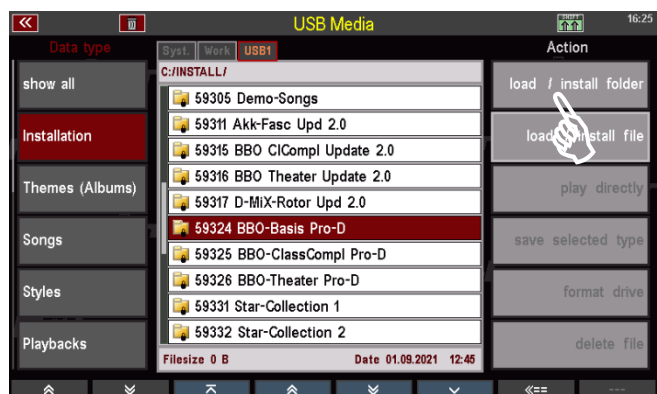 USB Media
SHIFT
16:25
Data type
Syst. Work USB1
Action
C:/INSTALL/
show all
Installation
Themes (Albums)
Songs
Styles
Playbacks
59305 Demo-Songs
59311 Akk-Fasc Upd 2.0
59315 BBO ClCompl Update 2.0
59316 BBO Theater Update 2.0
59317 D-MiX-Rotor Upd 2.0
59324 BBO-Basis Pro-D
59325 BBO-ClassCompl Pro-D
59326 BBO-Theater Pro-D
59331 Star-Collection 1
59332 Star-Collection 2
Filesize 0 B Date 01.09.2021 12:45
load / install folder
load install file
play directly
save selected type
format drive
delete file
«== ---